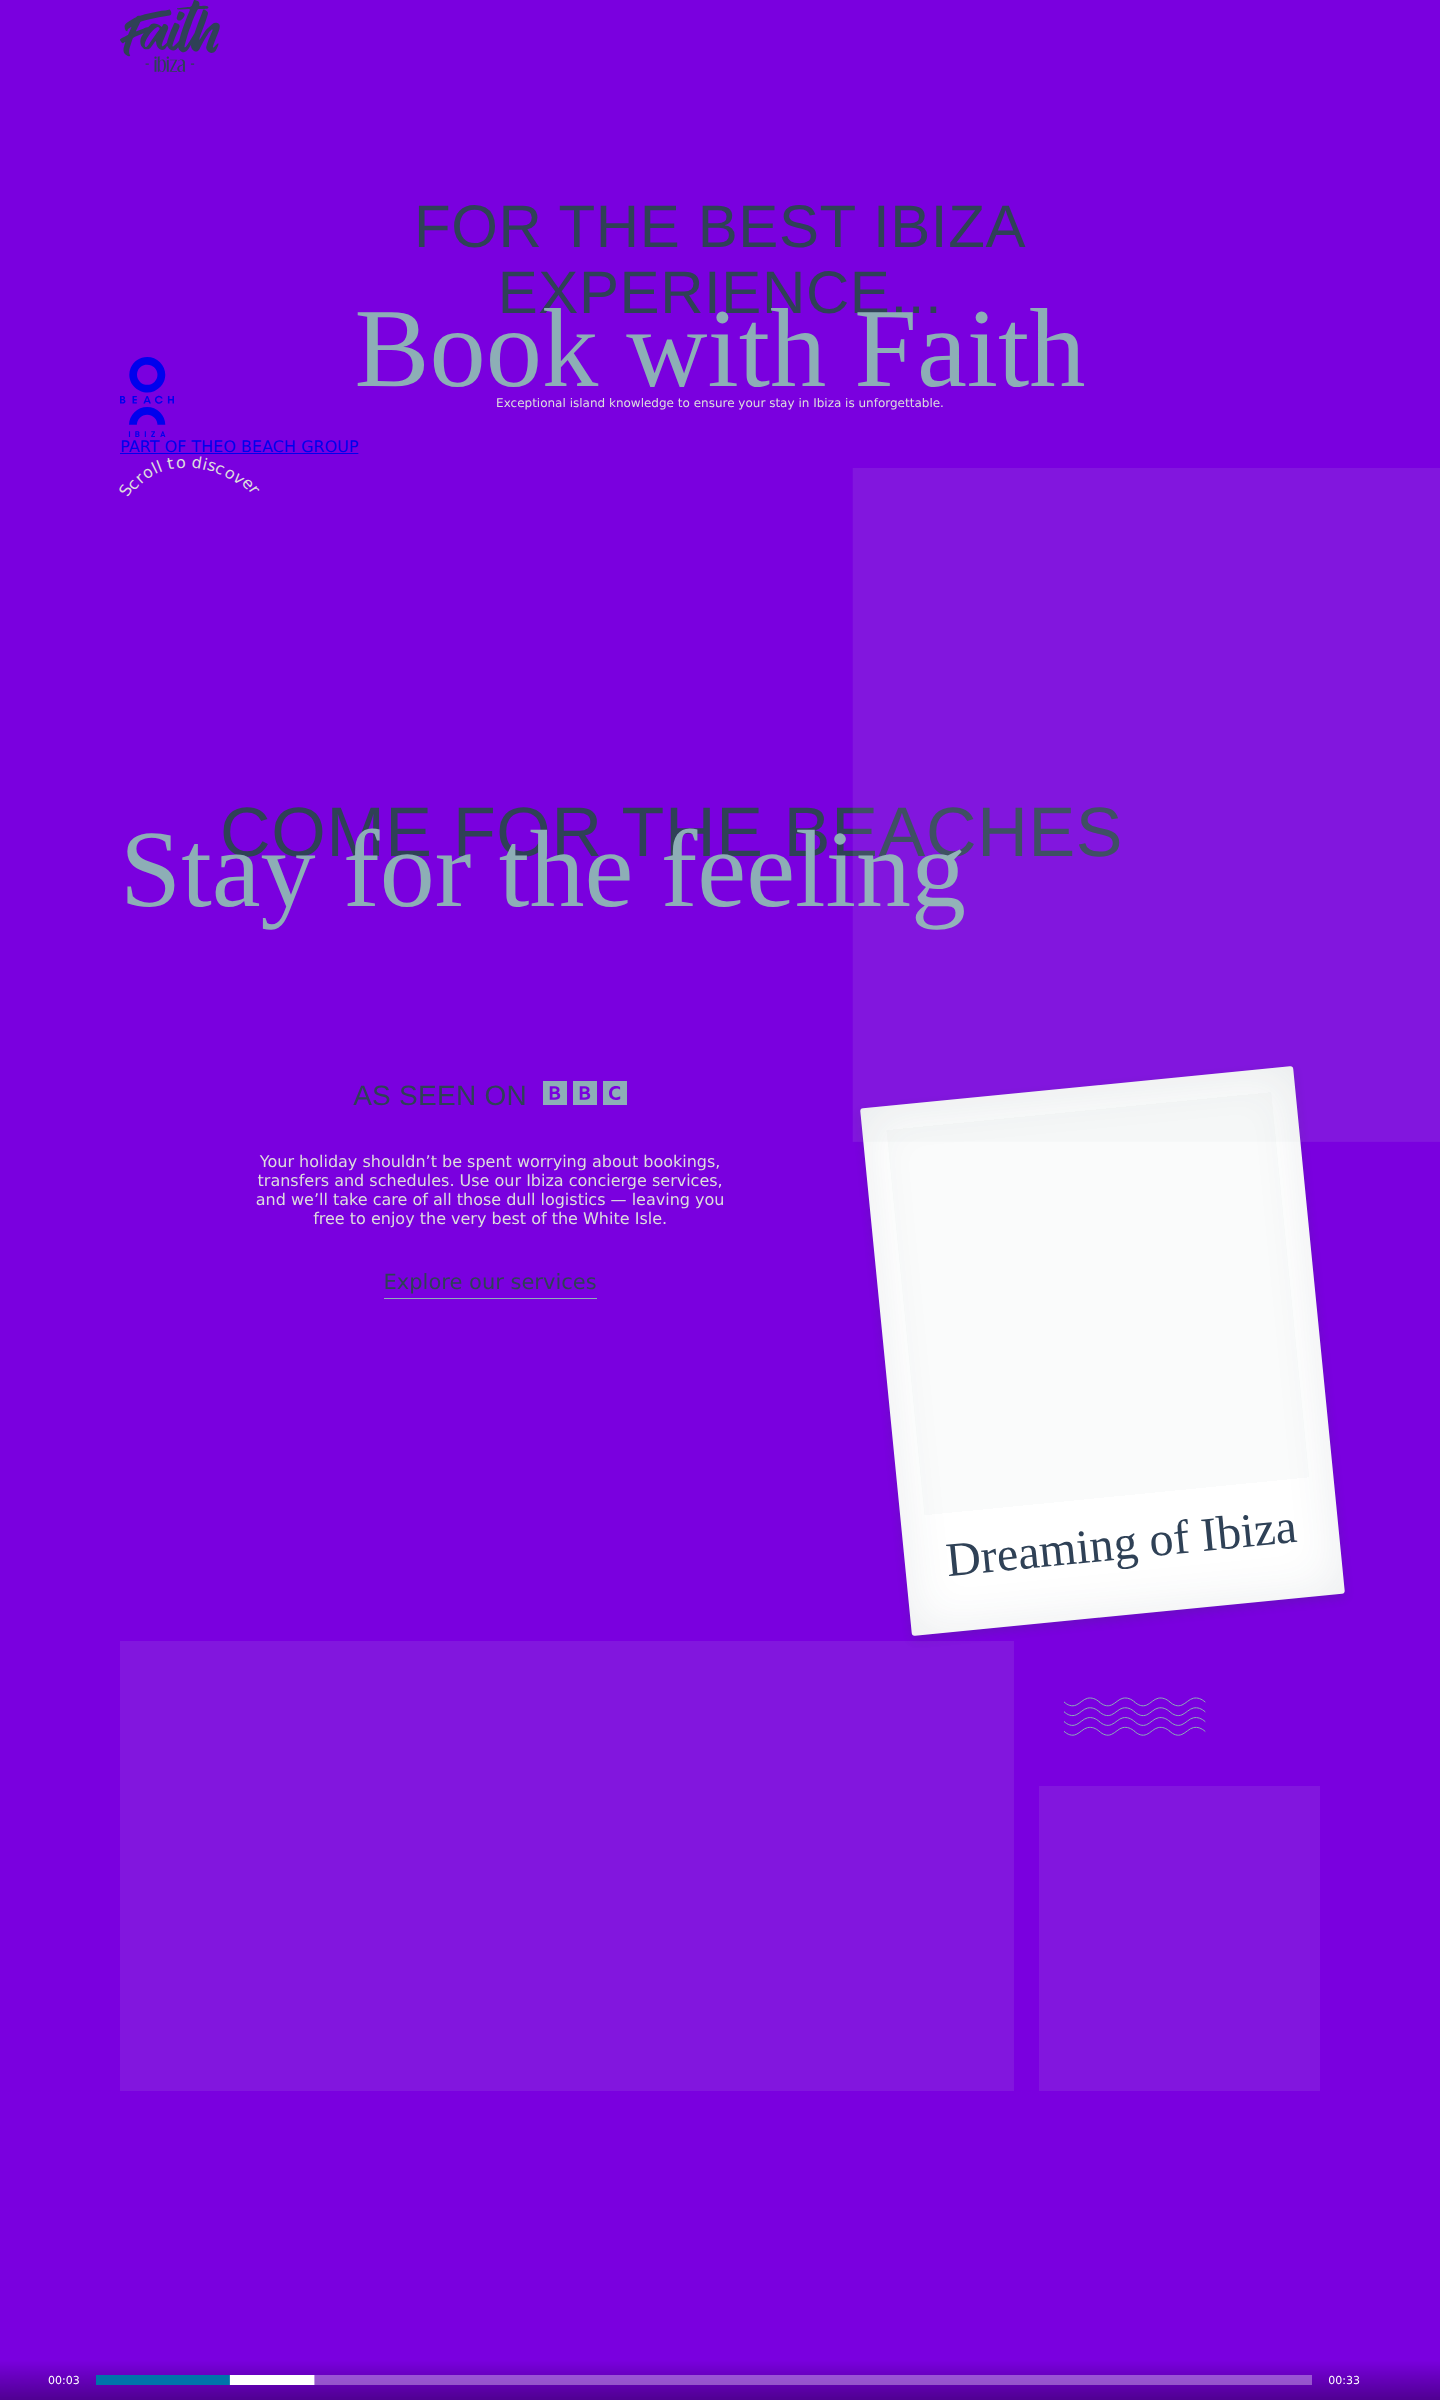 Faith
Ibiza
FOR THE BEST IBIZA
EXPERIENCE...
Book with Faith
Exceptional island knowledge to ensure your stay in Ibiza is unforgettable.
BEACH
IBIZA
PART OF THEO BEACH GROUP
Scroll to discover
COME FOR THE BEACHES
Stay for the feeling
AS SEEN ON BBC
Your holiday shouldn’t be spent worrying about bookings,
transfers and schedules. Use our Ibiza concierge services,
and we’ll take care of all those dull logistics — leaving you
free to enjoy the very best of the White Isle.
Explore our services
Dreaming of Ibiza
00:03
00:33